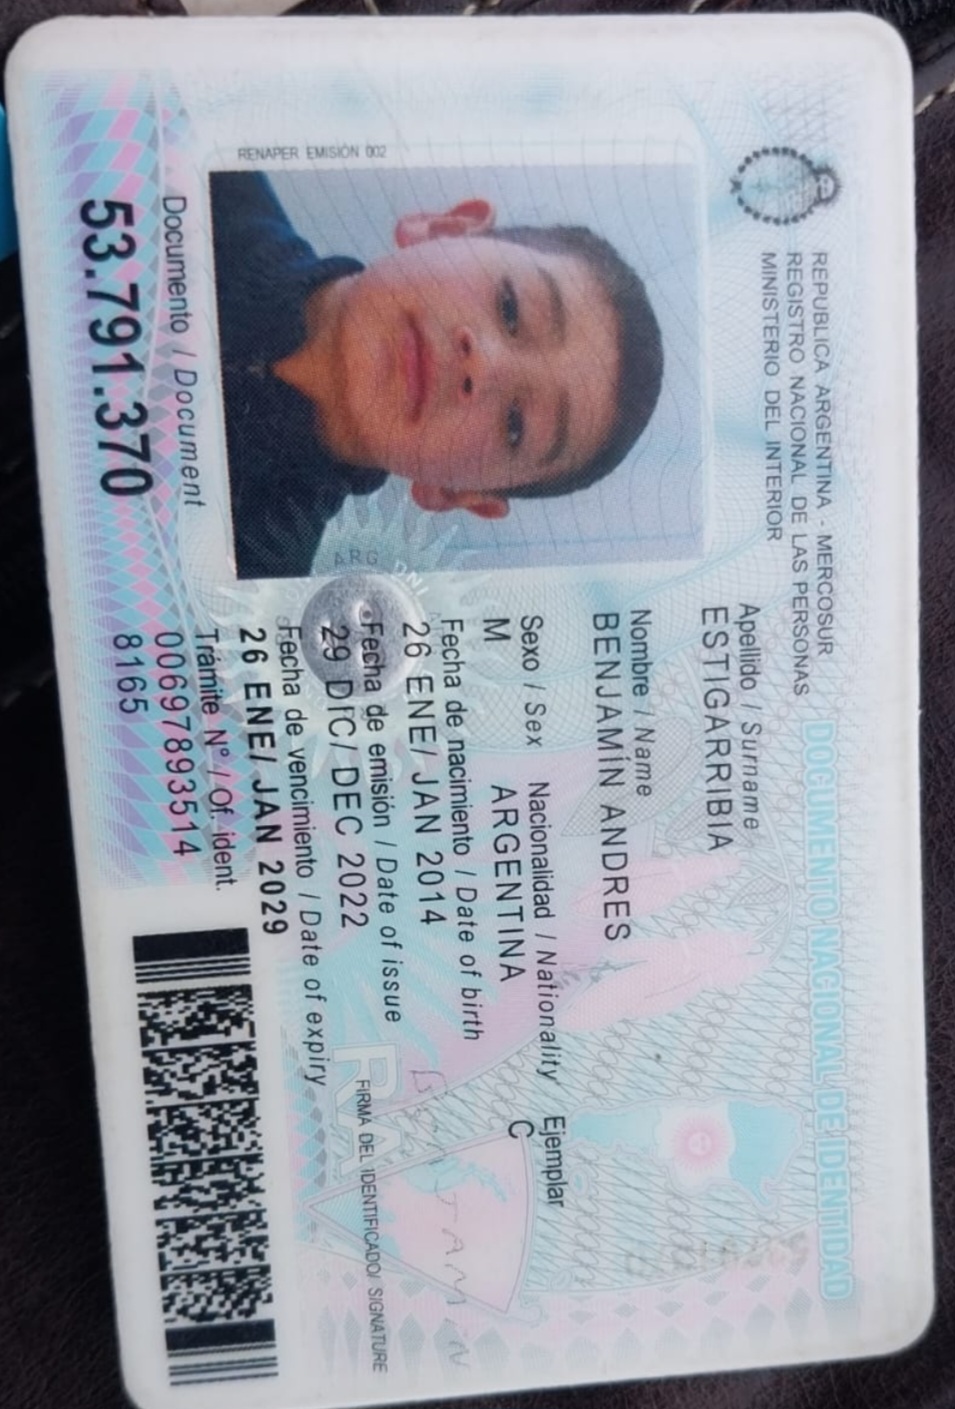 REPUBLICA ARGENTINA - MERCOSUR
REGISTRO NACIONAL DE LAS PERSONAS
MINISTERIO DEL INTERIOR
DOCUMENTO NACIONAL DE IDENTIDAD
RENAPER EMISIÓN 002
Apellido / Surname
ESTIGARRIBIA
Nombre / Name
BENJAMÍN ANDRES
Sexo / Sex Nacionalidad / Nationality Ejemplar
M ARGENTINA C
Fecha de nacimiento / Date of birth
26 ENE/ JAN 2014
Fecha de emisión / Date of issue
29 DIC/ DEC 2022
Fecha de vencimiento / Date of expiry
26 ENE/ JAN 2029
Trámite N° / Of. ident.
00697893514
8165
Documento / Document
53.791.370
ARG DNI
RA
BENJAMIN
FIRMA DEL IDENTIFICADO/ SIGNATURE